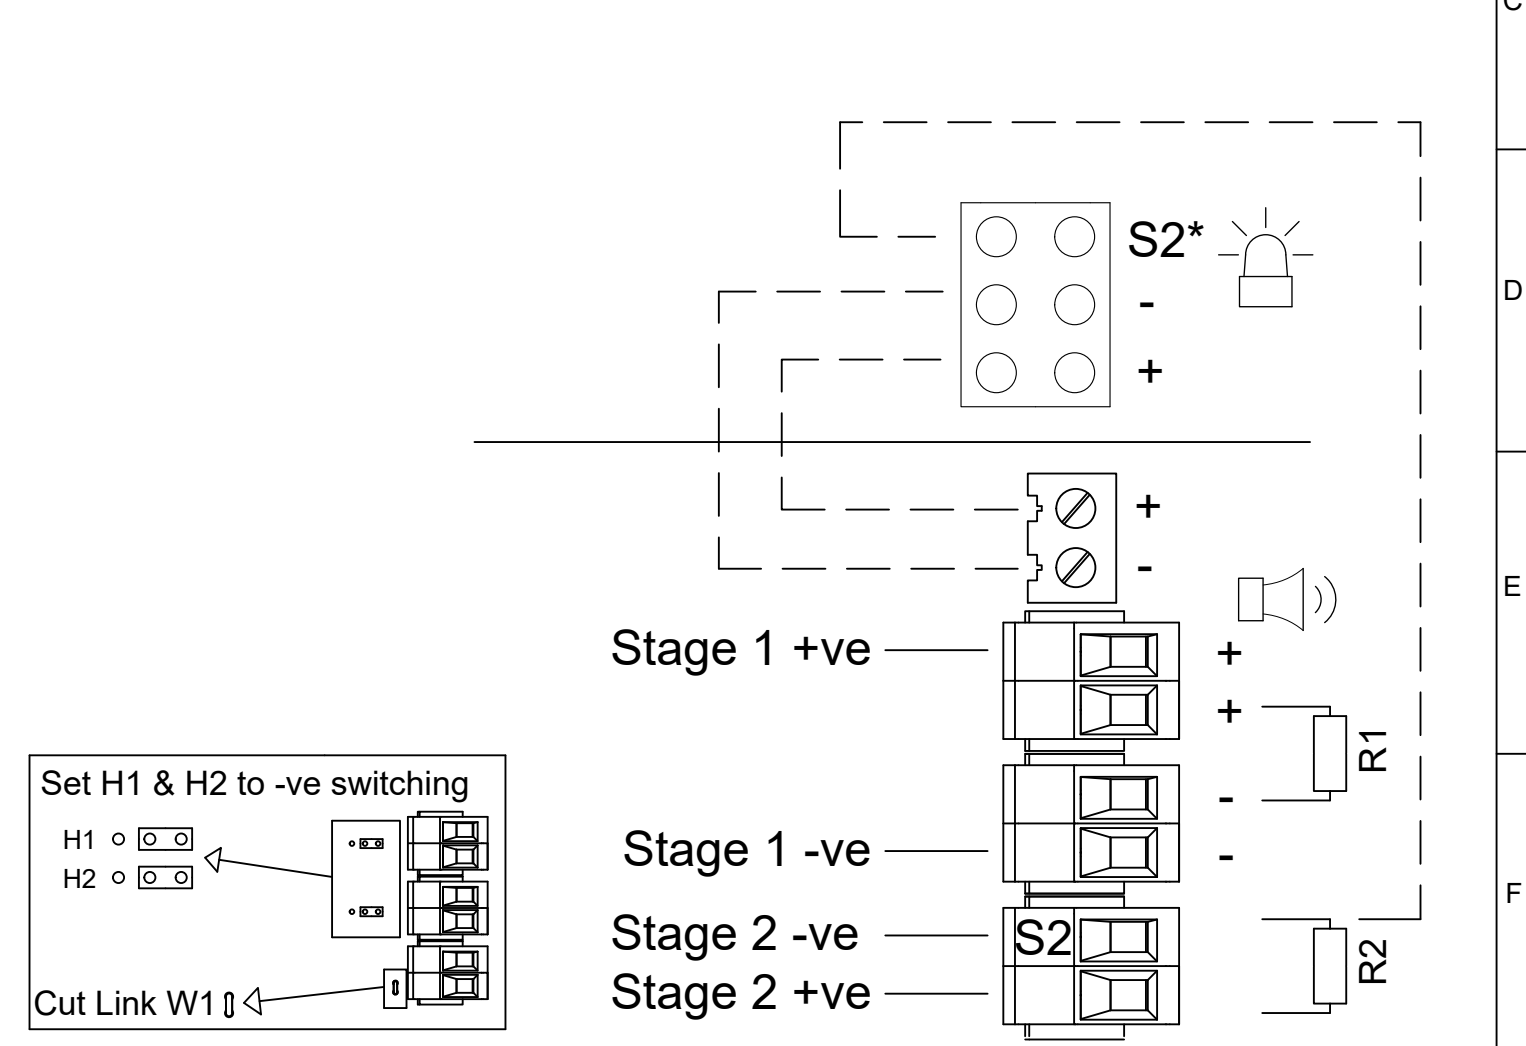 C
S2*
-
+
D
+
-
E
Stage 1 +ve
+
+
R1
Set H1 & H2 to -ve switching
H1
H2
-
Stage 1 -ve
-
F
Stage 2 -ve
S2
R2
Stage 2 +ve
Cut Link W1